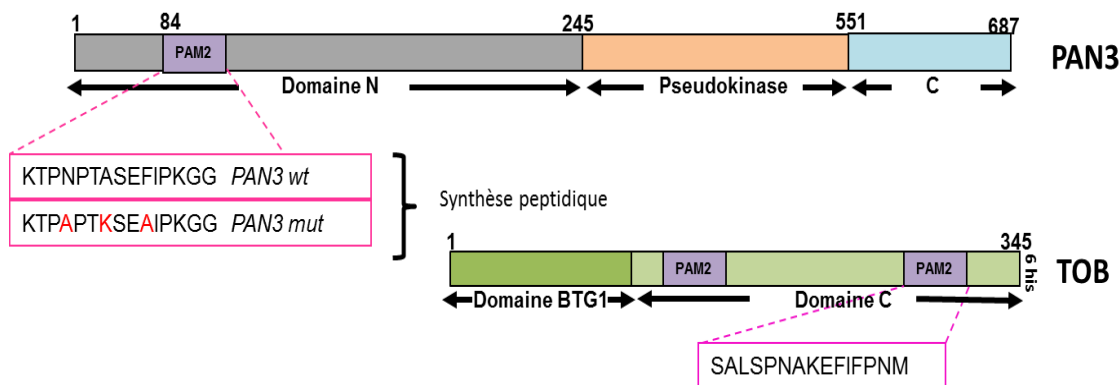 1 84 245 551 687
PAM2
PAN3
Domaine N Pseudokinase C
KTPNPTASEFIPKGG PAN3 wt
KTPAPTKSEAIPKGG PAN3 mut
Synthèse peptidique
1 345
PAM2 PAM2
6 his
TOB
Domaine BTG1 Domaine C
SALSPNAKEFIFPNM